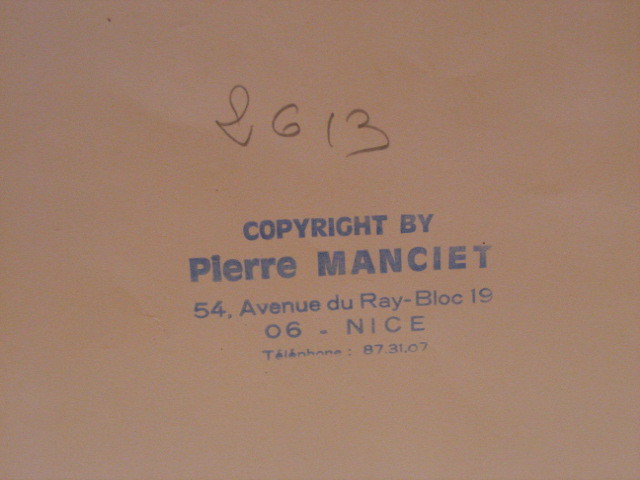 2613
COPYRIGHT BY
Pierre MANCIET
54, Avenue du Ray-Bloc 19
06 - NICE
Téléphone : 87.31.07